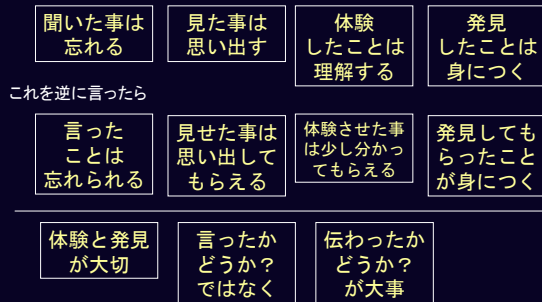 聞いた事は
忘れる
見た事は
思い出す
体験
したことは
理解する
発見
したことは
身につく
これを逆に言ったら
言った
ことは
忘れられる
見せた事は
思い出して
もらえる
体験させた事
は少し分かっ
てもらえる
発見しても
らったこと
が身につく
体験と発見
が大切
言ったか
どうか？
ではなく
伝わったか
どうか？
が大事